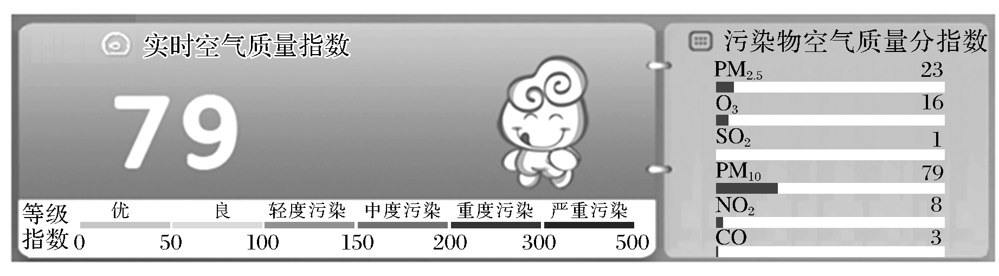 实时空气质量指数
79
等级 优 良 轻度污染 中度污染 重度污染 严重污染
指数 0 50 100 150 200 300 500
污染物空气质量分指数
PM₂.₅ 23
O₃ 16
SO₂ 1
PM₁₀ 79
NO₂ 8
CO 3